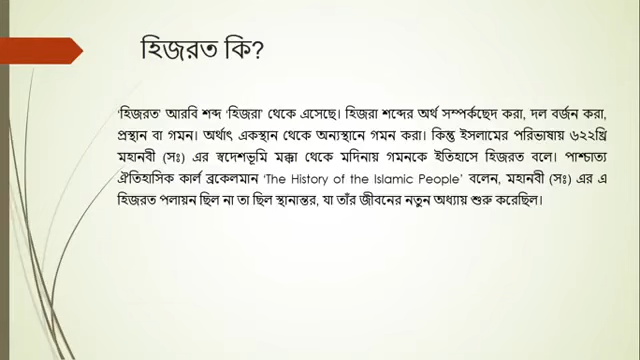 হিজরত কি?
‘হিজরত’ আরবি শব্দ ‘হিজরা’ থেকে এসেছে। হিজরা শব্দের অর্থ সম্পর্কছেদ করা, দল বর্জন করা,
প্রস্থান বা গমন। অর্থাৎ একস্থান থেকে অন্যস্থানে গমন করা। কিন্তু ইসলামের পরিভাষায় ৬২২খ্রি
মহানবী (সঃ) এর স্বদেশভূমি মক্কা থেকে মদিনায় গমনকে ইতিহাসে হিজরত বলে। পাশ্চাত্য
ঐতিহাসিক কার্ল ব্রকেলমান ‘The History of the Islamic People’ বলেন, মহানবী (সঃ) এর এ
হিজরত পলায়ন ছিল না তা ছিল স্থানান্তর, যা তাঁর জীবনের নতুন অধ্যায় শুরু করেছিল।